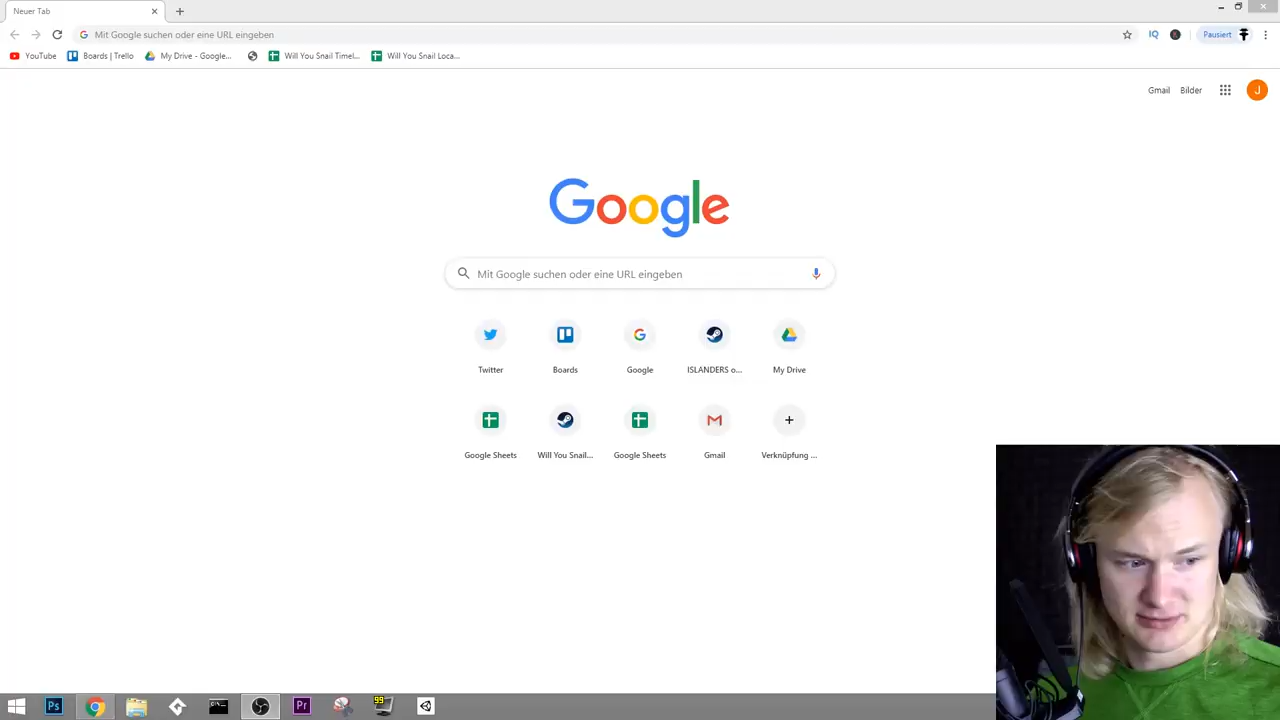 Neuer Tab
Mit Google suchen oder eine URL eingeben
IQ
Pausiert
YouTube
Boards | Trello
My Drive - Google...
Will You Snail Timel...
Will You Snail Loca...
Gmail
Bilder
J
Google
Mit Google suchen oder eine URL eingeben
G
Twitter
Boards
Google
ISLANDERS o...
My Drive
Google Sheets
Will You Snail...
Google Sheets
Gmail
Verknüpfung ...
Ps
Pr
99